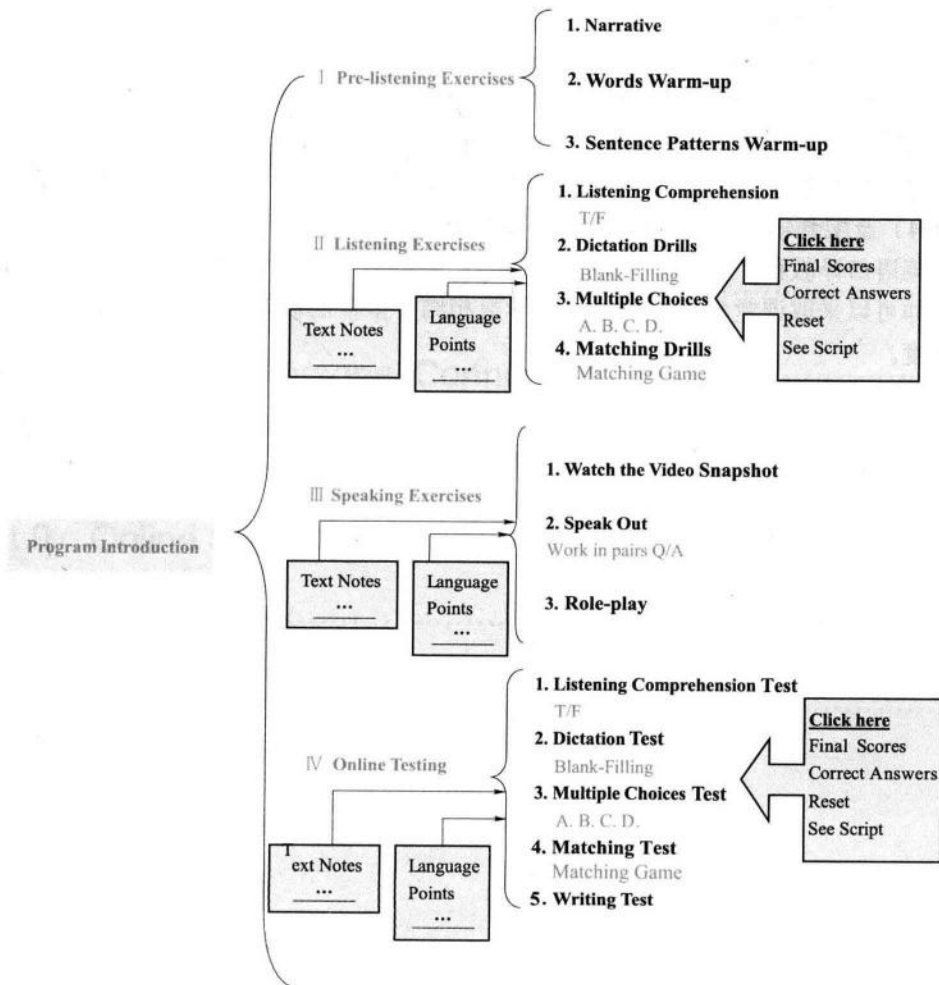 Program Introduction
Ⅰ Pre-listening Exercises
1. Narrative
2. Words Warm-up
3. Sentence Patterns Warm-up
Ⅱ Listening Exercises
Text Notes
...
Language
Points
...
1. Listening Comprehension
T/F
2. Dictation Drills
Blank-Filling
3. Multiple Choices
A. B. C. D.
4. Matching Drills
Matching Game
Click here
Final Scores
Correct Answers
Reset
See Script
Ⅲ Speaking Exercises
Text Notes
...
Language
Points
...
1. Watch the Video Snapshot
2. Speak Out
Work in pairs Q/A
3. Role-play
Ⅳ Online Testing
T
ext Notes
...
Language
Points
...
1. Listening Comprehension Test
T/F
2. Dictation Test
Blank-Filling
3. Multiple Choices Test
A. B. C. D.
4. Matching Test
Matching Game
5. Writing Test
Click here
Final Scores
Correct Answers
Reset
See Script